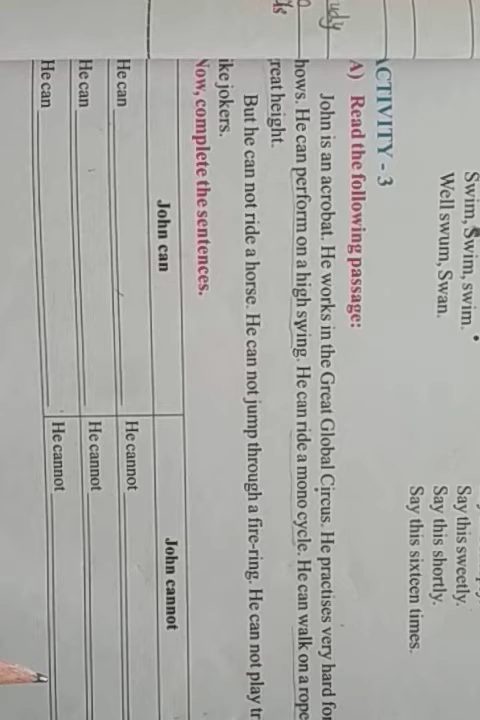 Swim, Swim, swim.
Well swum, Swan.
Say this sweetly.
Say this shortly.
Say this sixteen times.
CTIVITY - 3
A) Read the following passage:
John is an acrobat. He works in the Great Global Circus. He practises very hard for
hows. He can perform on a high swing. He can ride a mono cycle. He can walk on a rope
reat height.
But he can not ride a horse. He can not jump through a fire-ring. He can not play tr
ike jokers.
Now, complete the sentences.
John can John cannot
He can He cannot
He can He cannot
He can He cannot